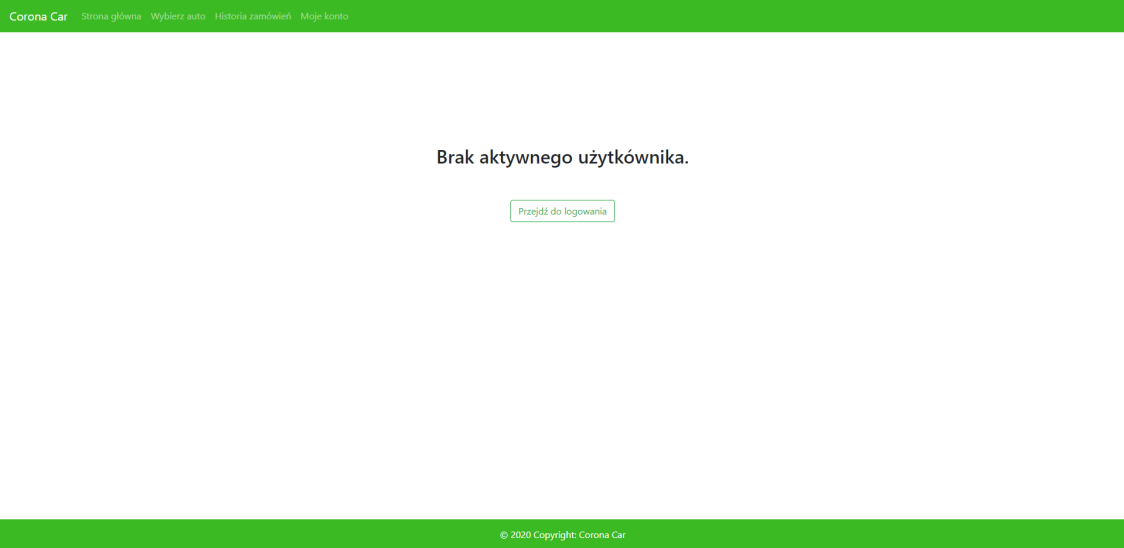 Corona Car Strona główna Wybierz auto Historia zamówień Moje konto
Brak aktywnego użytkównika.
Przejdź do logowania
© 2020 Copyright: Corona Car